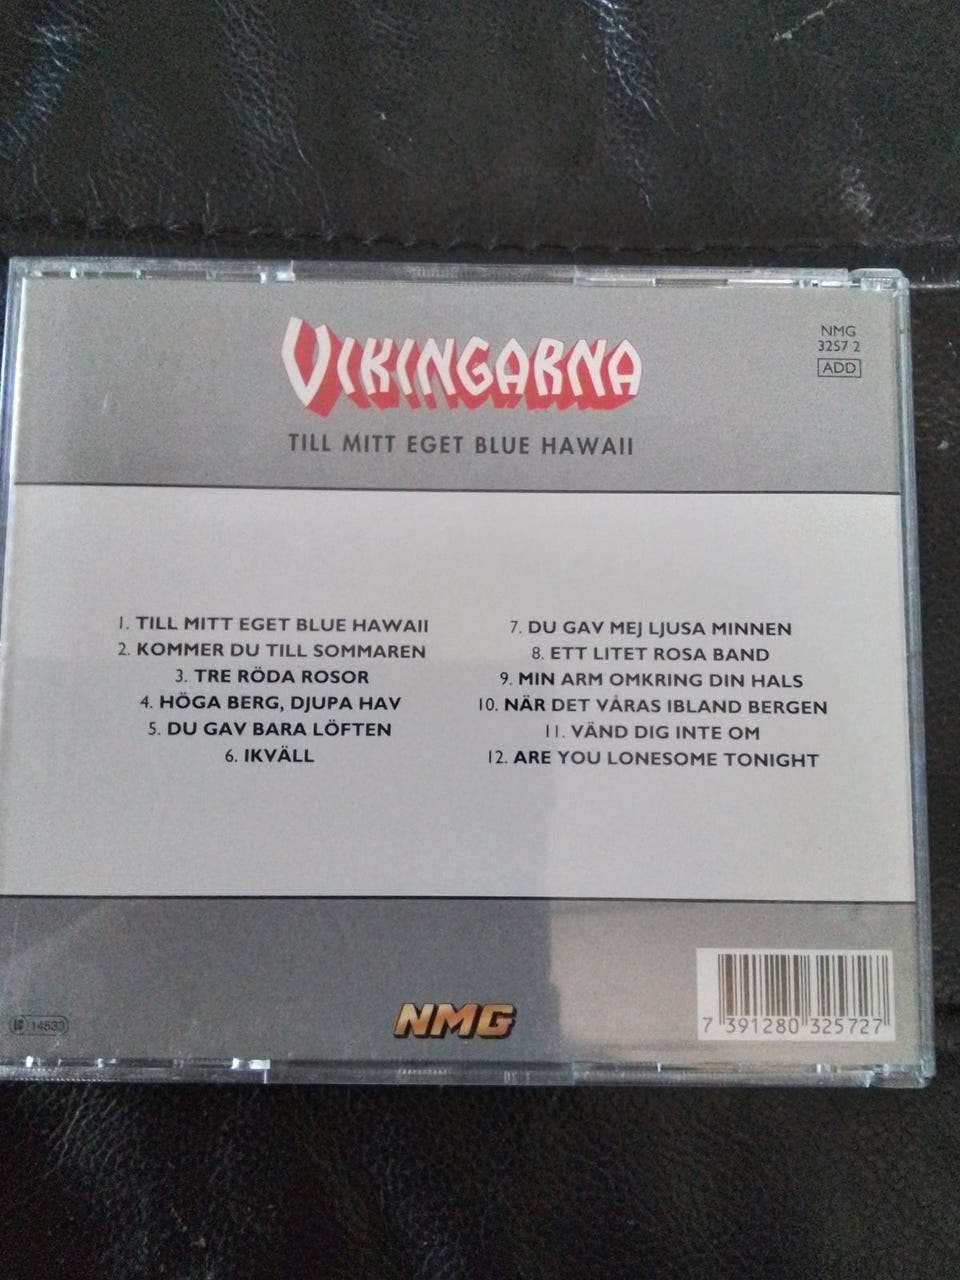 VIKINGARNA
TILL MITT EGET BLUE HAWAII
NMG
3257 2
ADD
1. TILL MITT EGET BLUE HAWAII
2. KOMMER DU TILL SOMMAREN
3. TRE RÖDA ROSOR
4. HÖGA BERG, DJUPA HAV
5. DU GAV BARA LÖFTEN
6. IKVÄLL
7. DU GAV MEJ LJUSA MINNEN
8. ETT LITET ROSA BAND
9. MIN ARM OMKRING DIN HALS
10. NÄR DET VÅRAS IBLAND BERGEN
11. VÄND DIG INTE OM
12. ARE YOU LONESOME TONIGHT
LC 14533
NMG
7 391280 325727